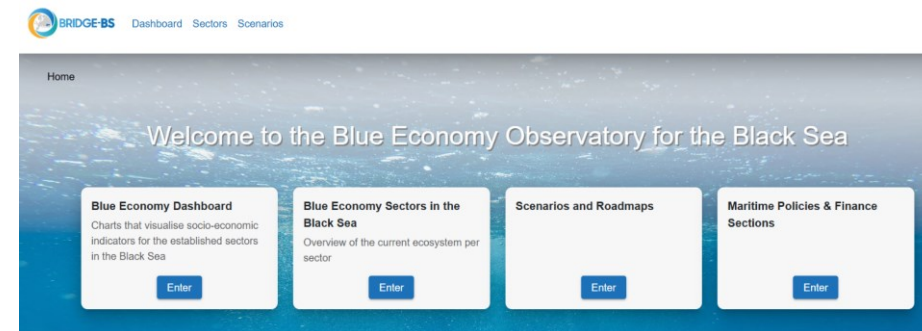 BRIDGE-BS Dashboard Sectors Scenarios
Home
Welcome to the Blue Economy Observatory for the Black Sea
Blue Economy Dashboard
Charts that visualise socio-economic
indicators for the established sectors
in the Black Sea
Enter
Blue Economy Sectors in the
Black Sea
Overview of the current ecosystem per
sector
Enter
Scenarios and Roadmaps
Enter
Maritime Policies & Finance
Sections
Enter